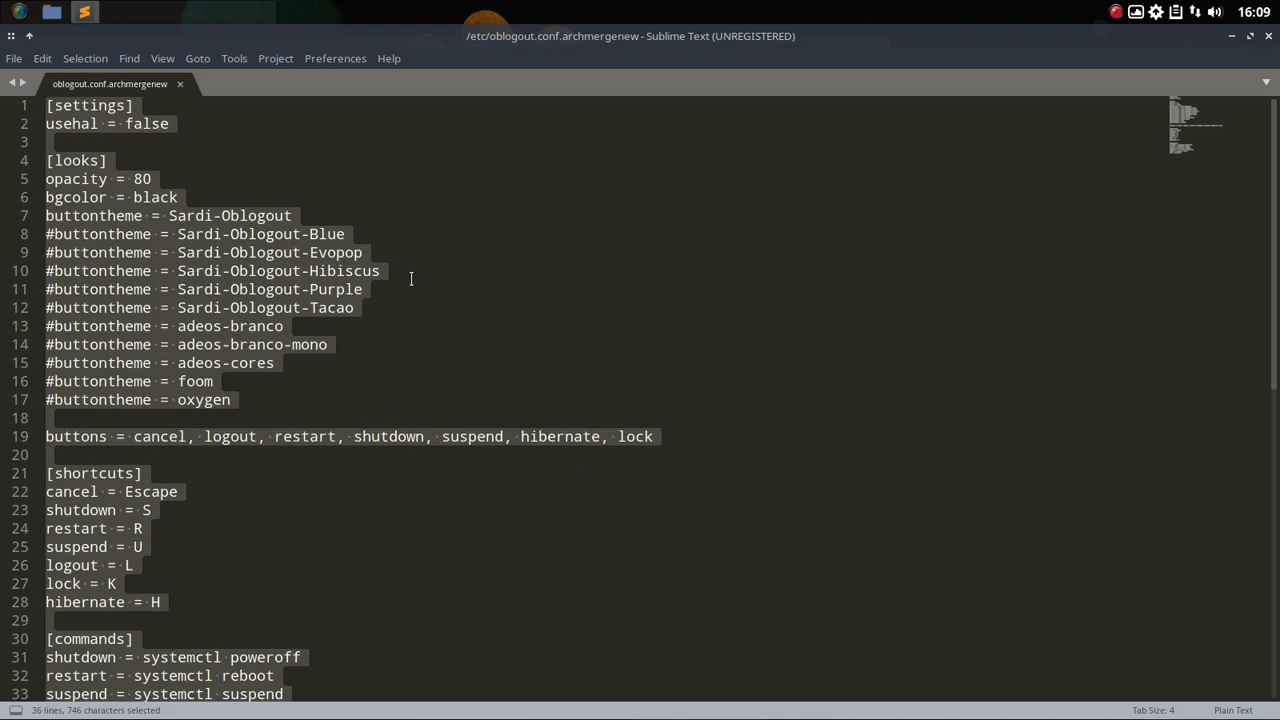 16:09
/etc/oblogout.conf.archmergenew - Sublime Text (UNREGISTERED)
File Edit Selection Find View Goto Tools Project Preferences Help
oblogout.conf.archmergenew ×
1 [settings]
2 usehal = false
3
4 [looks]
5 opacity = 80
6 bgcolor = black
7 buttontheme = Sardi-Oblogout
8 #buttontheme = Sardi-Oblogout-Blue
9 #buttontheme = Sardi-Oblogout-Evopop
10 #buttontheme = Sardi-Oblogout-Hibiscus
11 #buttontheme = Sardi-Oblogout-Purple
12 #buttontheme = Sardi-Oblogout-Tacao
13 #buttontheme = adeos-branco
14 #buttontheme = adeos-branco-mono
15 #buttontheme = adeos-cores
16 #buttontheme = foom
17 #buttontheme = oxygen
18
19 buttons = cancel, logout, restart, shutdown, suspend, hibernate, lock
20
21 [shortcuts]
22 cancel = Escape
23 shutdown = S
24 restart = R
25 suspend = U
26 logout = L
27 lock = K
28 hibernate = H
29
30 [commands]
31 shutdown = systemctl poweroff
32 restart = systemctl reboot
33 suspend = systemctl suspend
36 lines, 746 characters selected Tab Size: 4 Plain Text